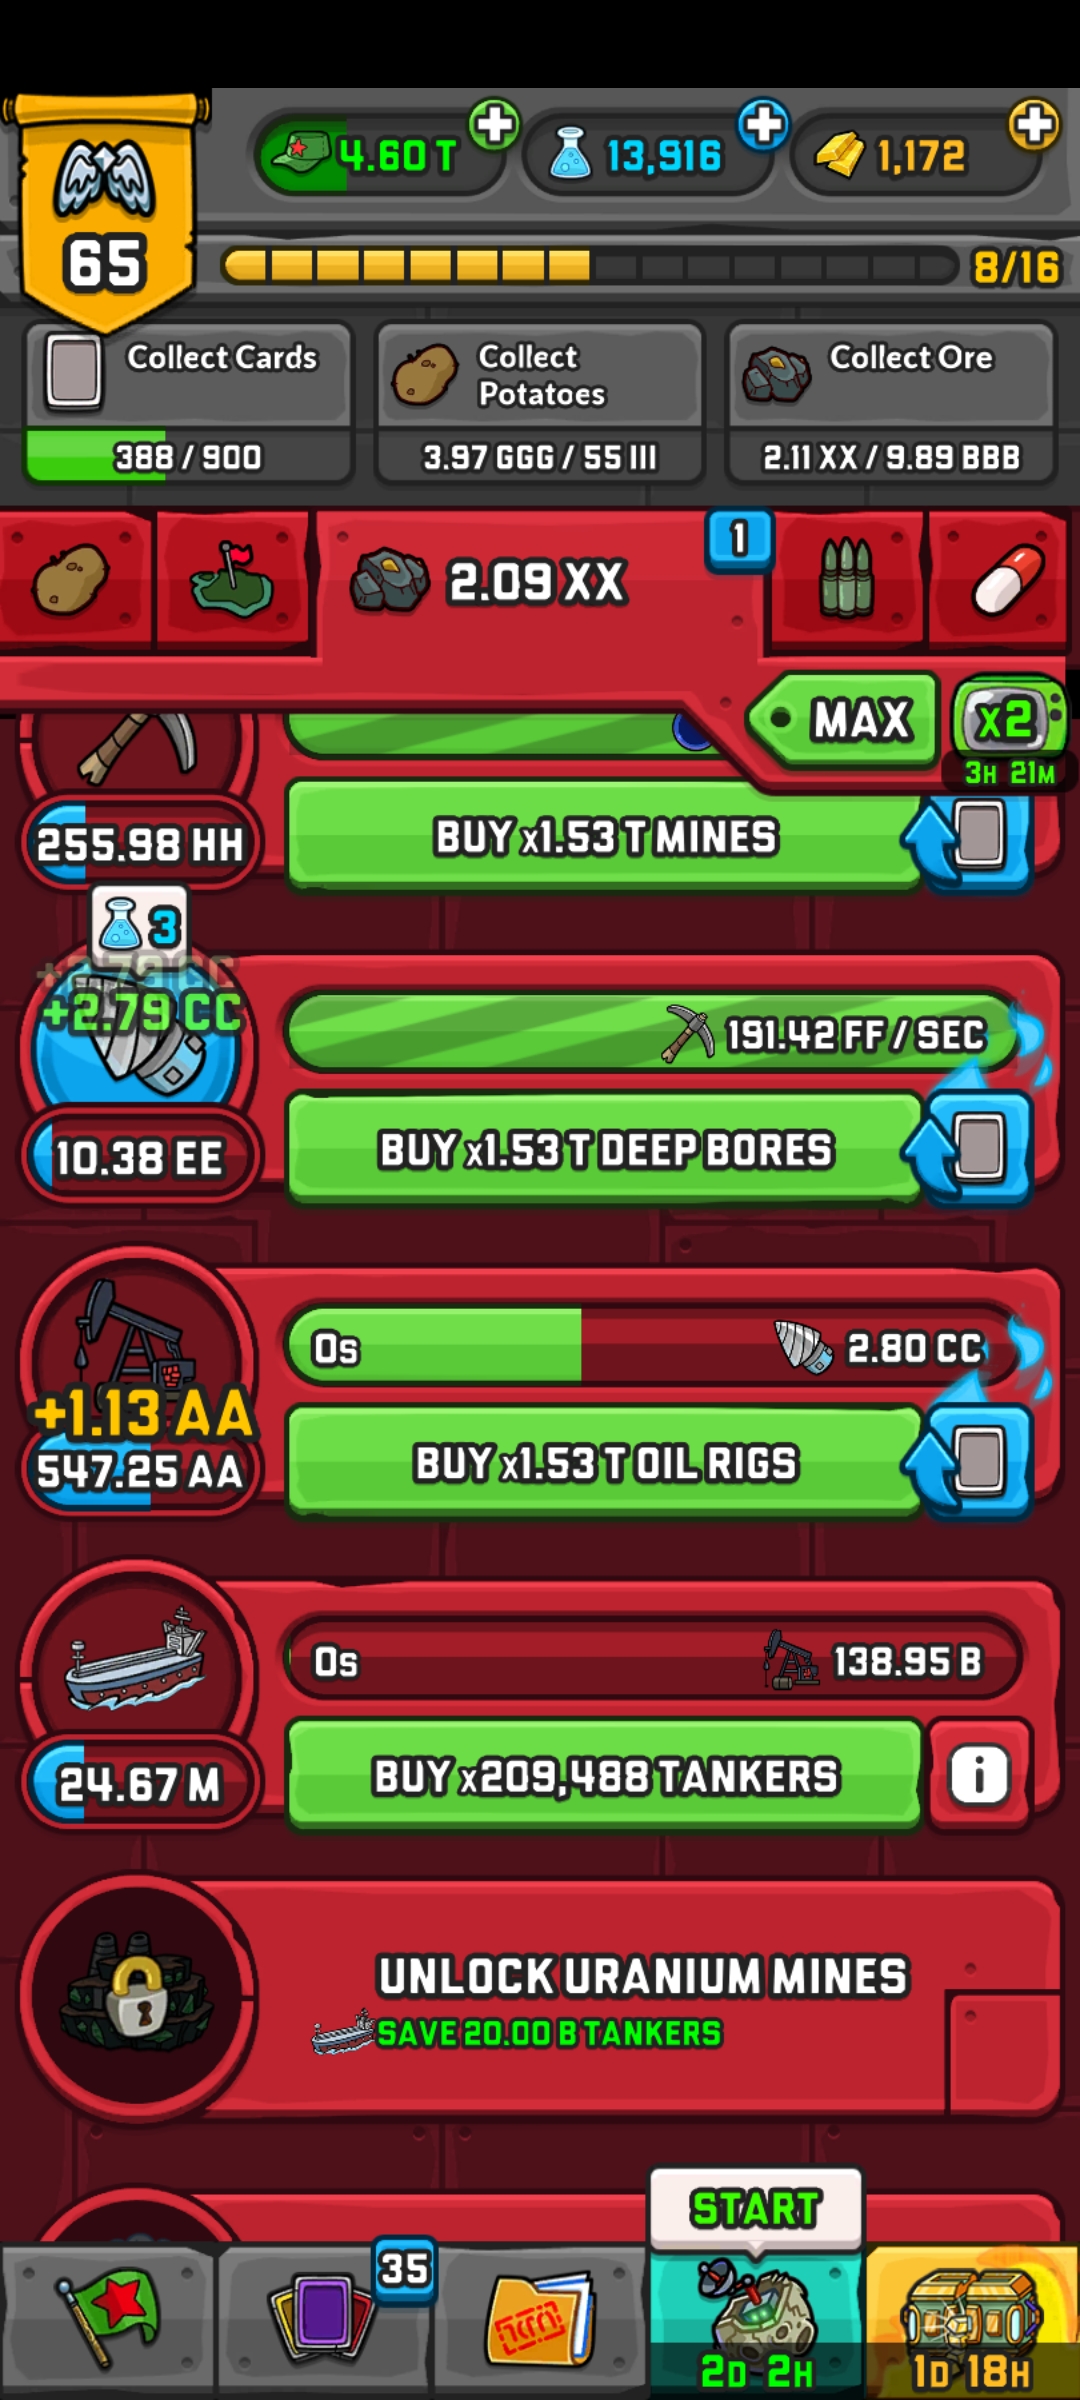 4.60 T
13,916
1,172
65
8/16
Collect Cards
388 / 900
Collect
Potatoes
3.97 GGG / 55 III
Collect Ore
2.11 XX / 9.89 BBB
2.09 XX
1
MAX
x2
3H 21M
255.98 HH
BUY x1.53 T MINES
3
+2.79 CC
+2.79 CC
191.42 FF / SEC
10.38 EE
BUY x1.53 T DEEP BORES
0s
2.80 CC
+1.13 AA
547.25 AA
BUY x1.53 T OIL RIGS
0s
138.95 B
24.67 M
BUY x209,488 TANKERS
i
UNLOCK URANIUM MINES
SAVE 20.00 B TANKERS
START
35
2D 2H
1D 18H